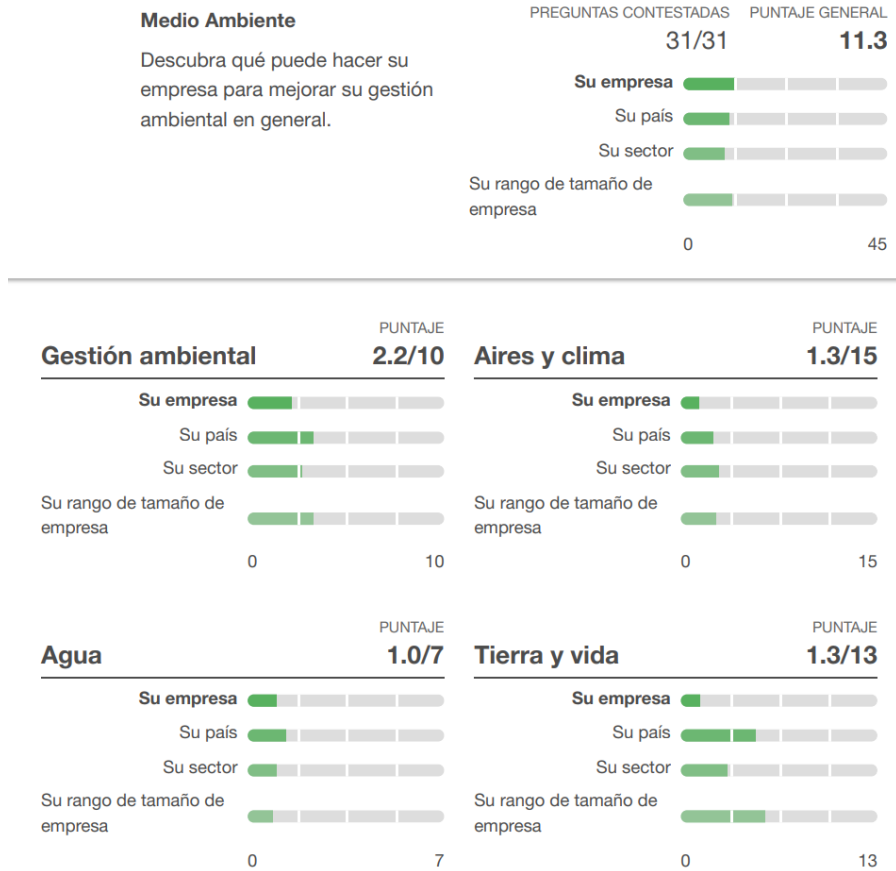 Medio Ambiente
Descubra qué puede hacer su
empresa para mejorar su gestión
ambiental en general.
PREGUNTAS CONTESTADAS PUNTAJE GENERAL
31/31 11.3
Su empresa
Su país
Su sector
Su rango de tamaño de
empresa
0 45
PUNTAJE
Gestión ambiental 2.2/10
Su empresa
Su país
Su sector
Su rango de tamaño de
empresa
0 10
PUNTAJE
Aires y clima 1.3/15
Su empresa
Su país
Su sector
Su rango de tamaño de
empresa
0 15
PUNTAJE
Agua 1.0/7
Su empresa
Su país
Su sector
Su rango de tamaño de
empresa
0 7
PUNTAJE
Tierra y vida 1.3/13
Su empresa
Su país
Su sector
Su rango de tamaño de
empresa
0 13